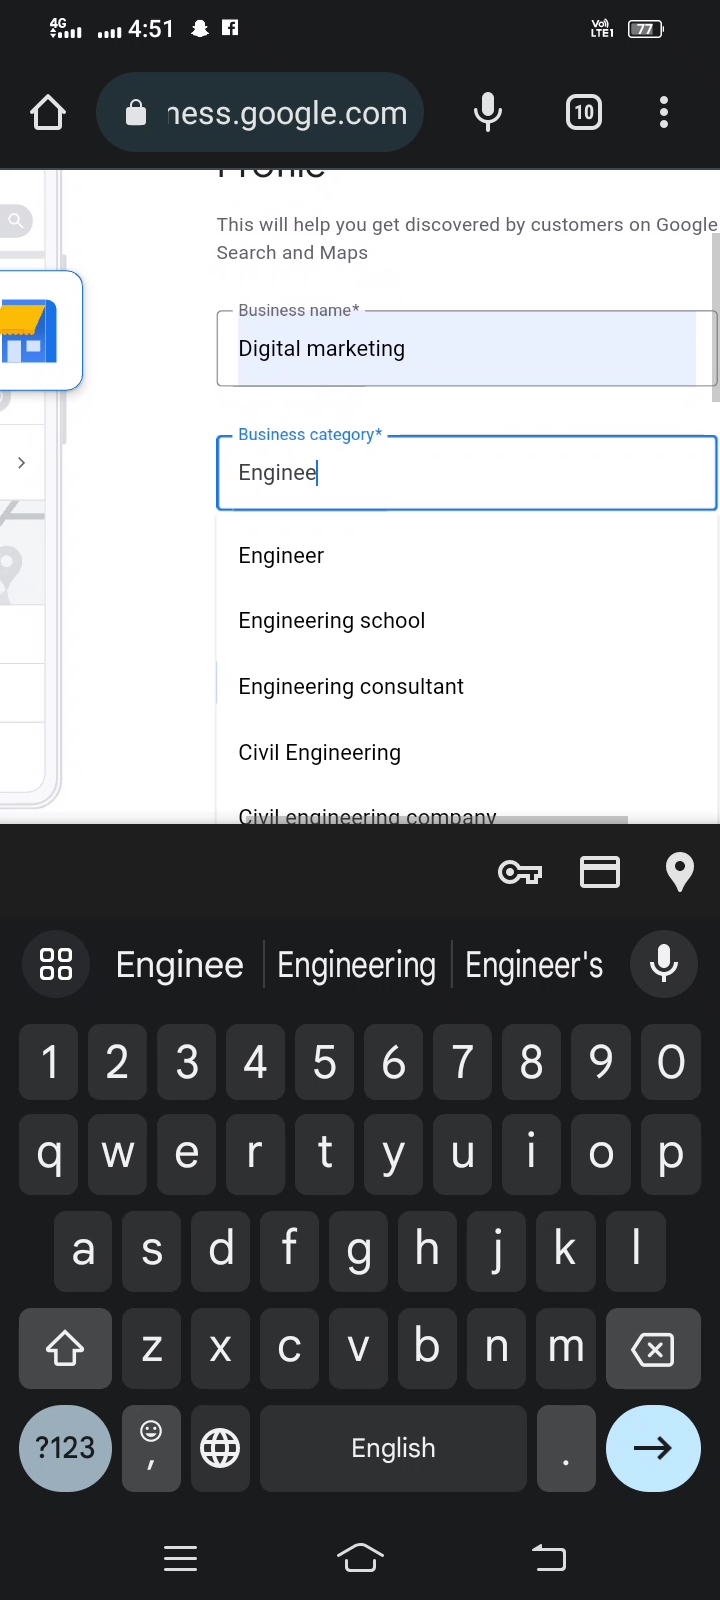 4G 4:51 Vo) LTE1 77
ness.google.com 10
Profile
This will help you get discovered by customers on Google
Search and Maps
Business name*
Digital marketing
Business category*
Enginee
Engineer
Engineering school
Engineering consultant
Civil Engineering
Civil engineering company
Enginee Engineering Engineer's
1 2 3 4 5 6 7 8 9 0
q w e r t y u i o p
a s d f g h j k l
z x c v b n m
?123 , English .